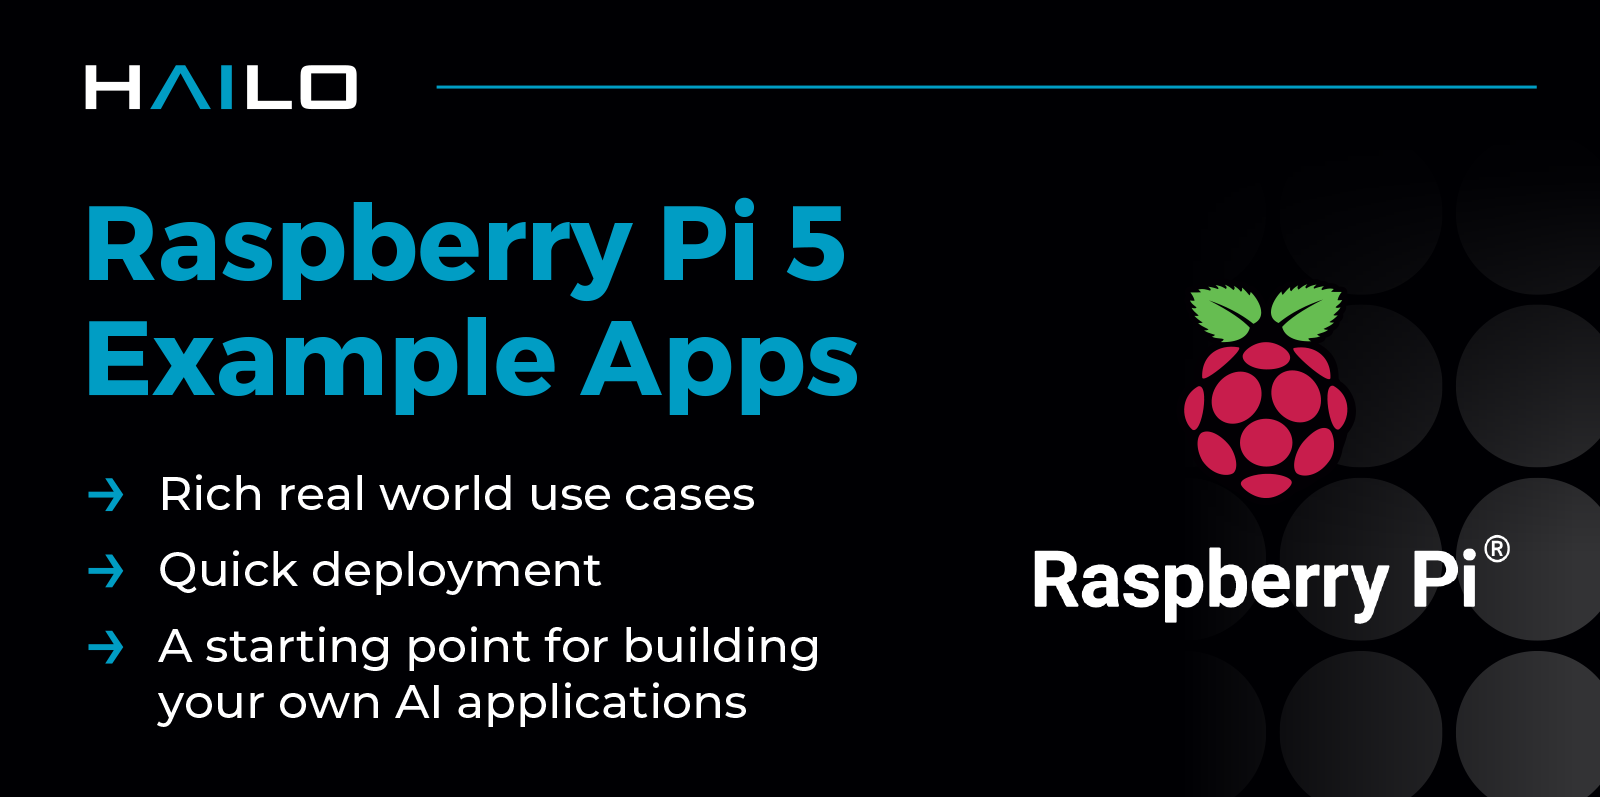 HAILO
Raspberry Pi 5
Example Apps
→ Rich real world use cases
→ Quick deployment
→ A starting point for building
your own AI applications
Raspberry Pi®